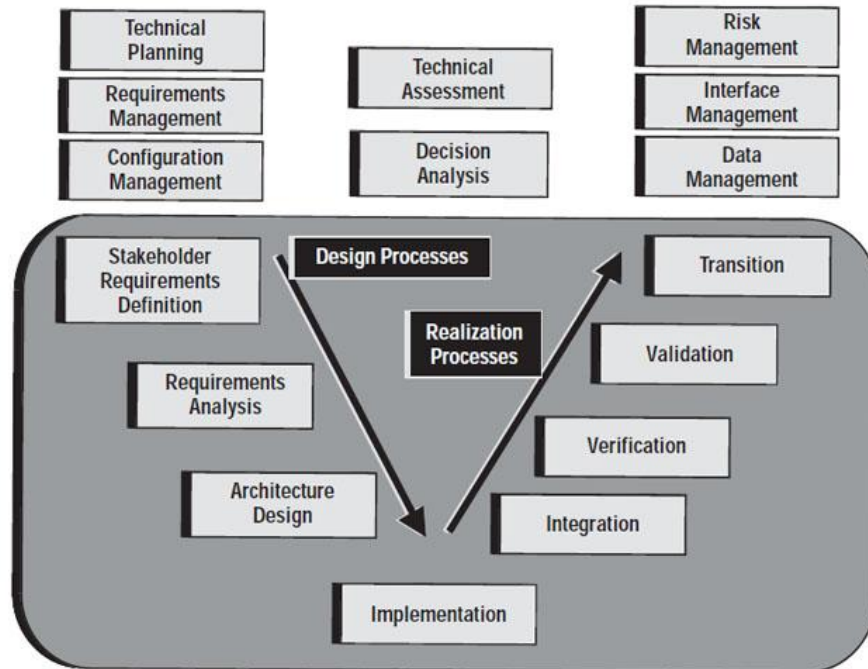 Technical
Planning
Requirements
Management
Configuration
Management
Technical
Assessment
Decision
Analysis
Risk
Management
Interface
Management
Data
Management
Stakeholder
Requirements
Definition
Design Processes
Transition
Realization
Processes
Validation
Requirements
Analysis
Verification
Architecture
Design
Integration
Implementation